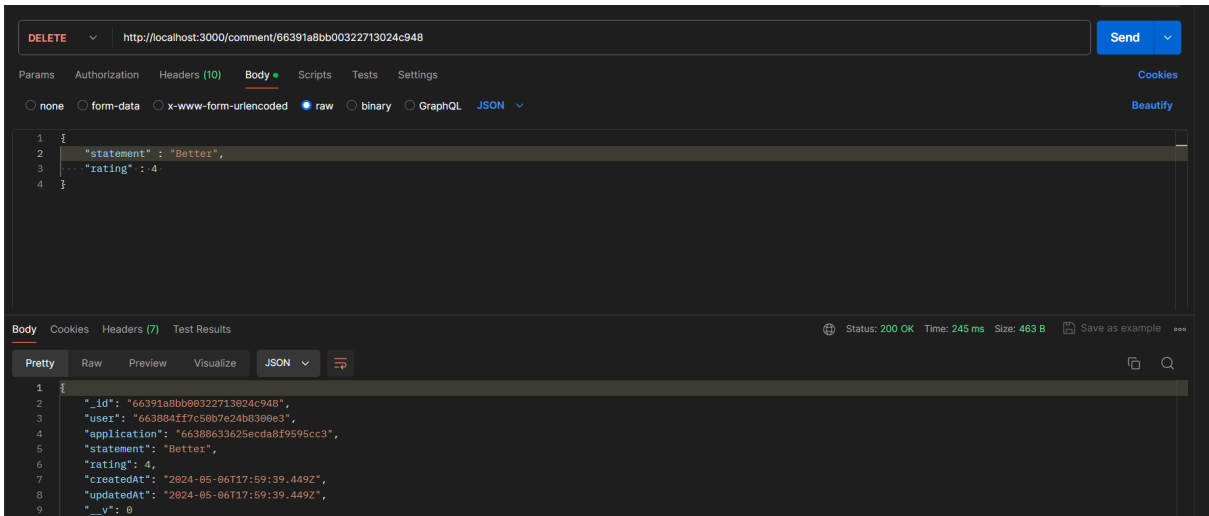 DELETE http://localhost:3000/comment/66391a8bb00322713024c948 Send
Params Authorization Headers (10) Body Scripts Tests Settings Cookies
none form-data x-www-form-urlencoded raw binary GraphQL JSON Beautify
1 {
2 "statement" : "Better",
3 "rating" : 4
4 }
Body Cookies Headers (7) Test Results Status: 200 OK Time: 245 ms Size: 463 B Save as example
Pretty Raw Preview Visualize JSON
1 {
2 "_id": "66391a8bb00322713024c948",
3 "user": "663884ff7c50b7e24b8300e3",
4 "application": "66388633625ecda8f9595cc3",
5 "statement": "Better",
6 "rating": 4,
7 "createdAt": "2024-05-06T17:59:39.449Z",
8 "updatedAt": "2024-05-06T17:59:39.449Z",
9 "__v": 0